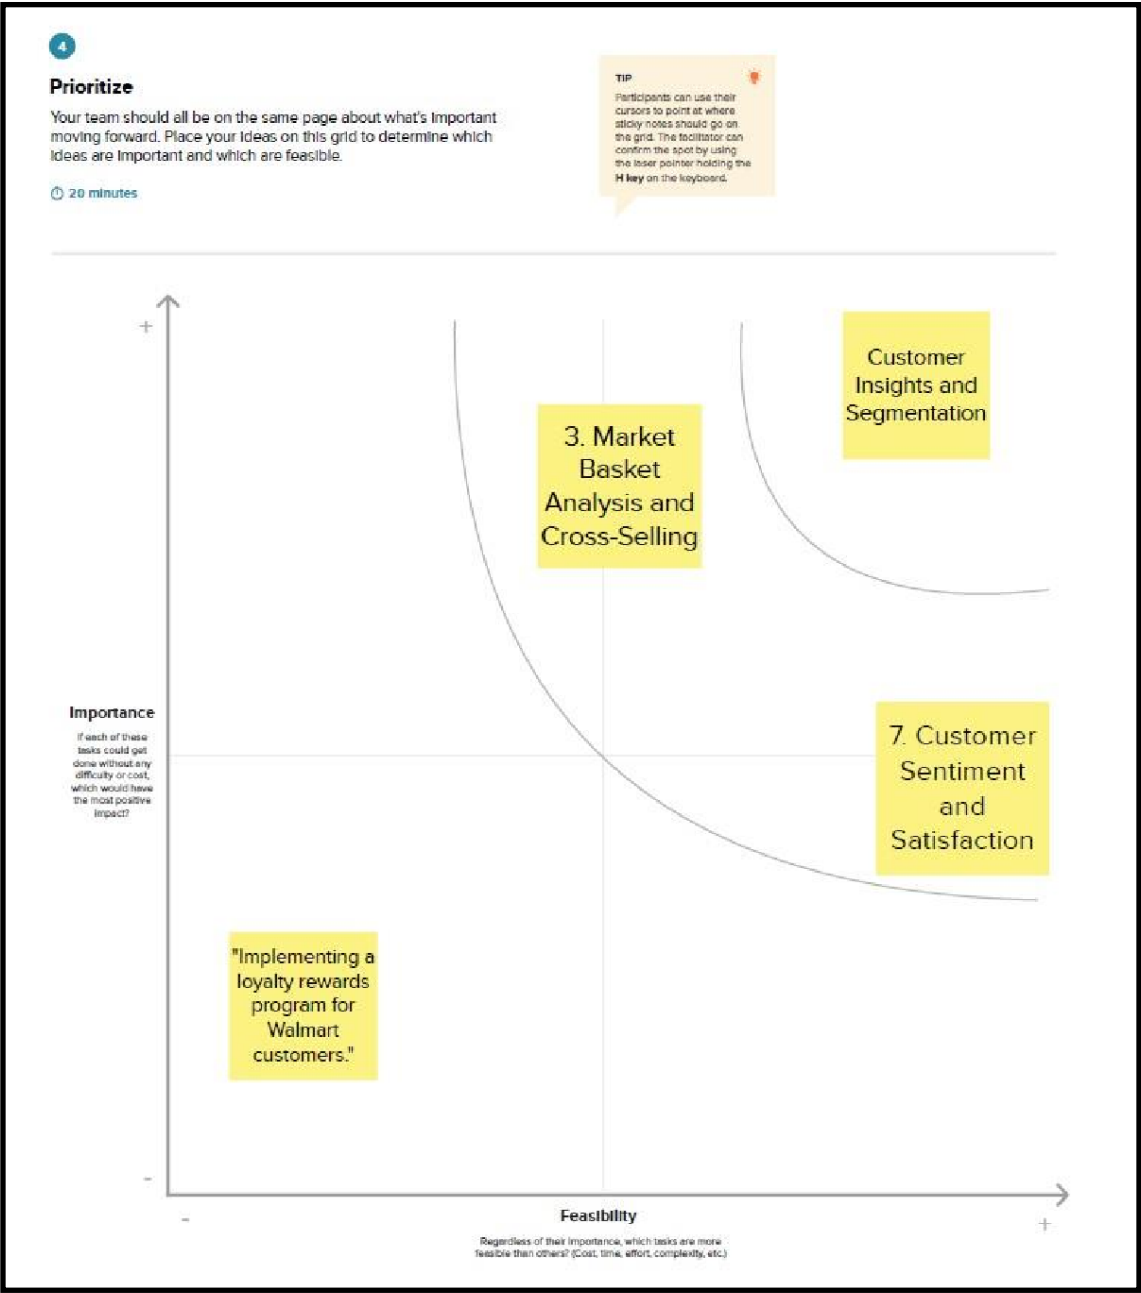 4
Prioritize
Your team should all be on the same page about what's important
moving forward. Place your ideas on this grid to determine which
ideas are important and which are feasible.
20 minutes
TIP
Participants can use their
cursors to point at where
sticky notes should go on
the grid. The facilitator can
confirm the spot by using
the laser pointer holding the
H key on the keyboard.
+
Customer
Insights and
Segmentation
3. Market
Basket
Analysis and
Cross-Selling
Importance
If each of these
tasks could get
done without any
difficulty or cost,
which would have
the most positive
impact?
7. Customer
Sentiment
and
Satisfaction
"Implementing a
loyalty rewards
program for
Walmart
customers."
-
-
Feasibility
+
Regardless of their importance, which tasks are more
feasible than others? (Cost, time, effort, complexity, etc.)